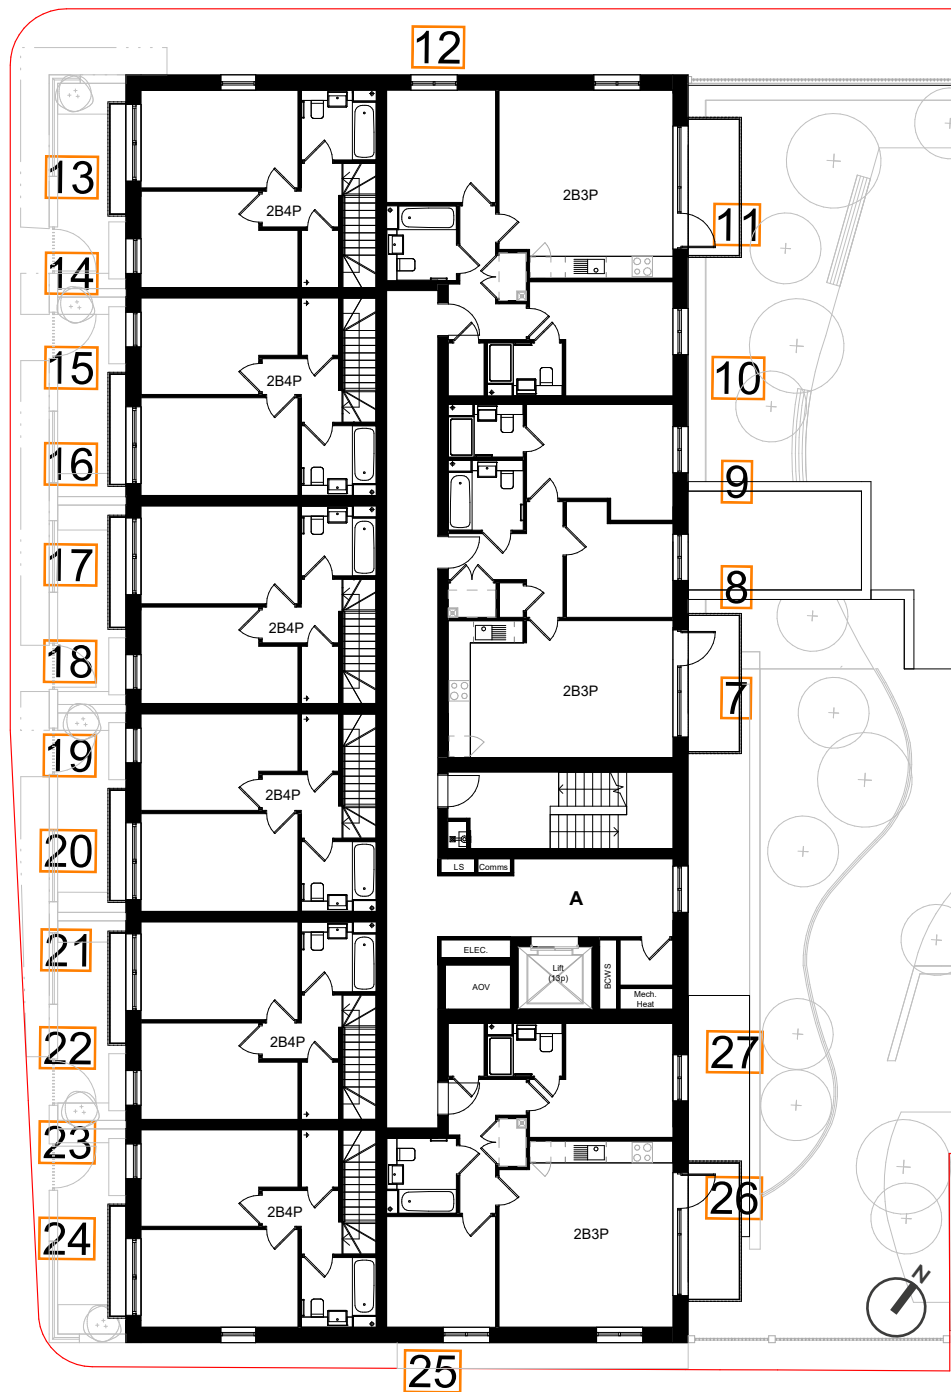 12
13
2B4P
2B3P
11
14
15
2B4P
10
16
9
17
8
2B4P
18
2B3P
7
19
2B4P
20
LS
Comms
A
21
ELEC.
Lift
(13p)
BCWS
AOV
Mech.
Heat
22
2B4P
27
23
24
2B4P
26
2B3P
N
25